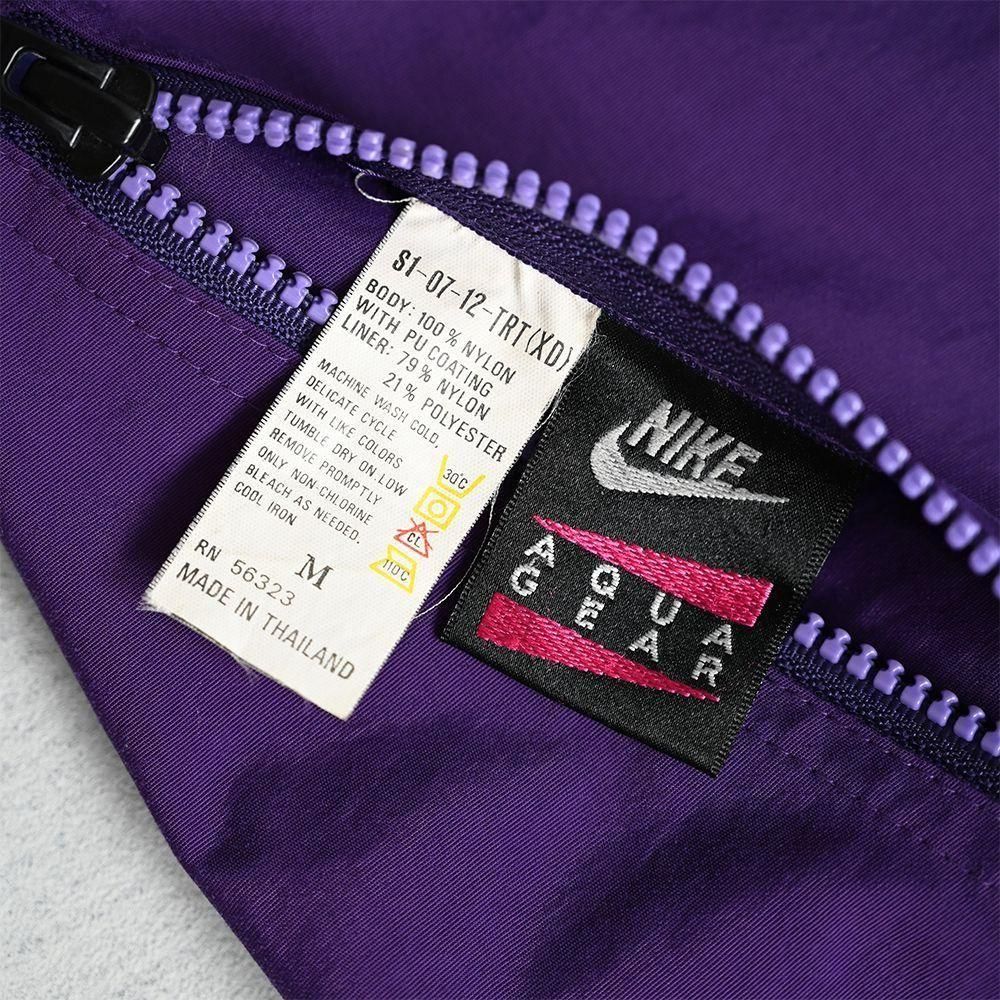 S1-07-12-TRT(XD)
BODY: 100% NYLON
WITH PU COATING
LINER: 79% NYLON
21% POLYESTER
MACHINE WASH COLD,
DELICATE CYCLE
WITH LIKE COLORS
TUMBLE DRY ON LOW
REMOVE PROMPTLY
ONLY NON-CHLORINE
BLEACH AS NEEDED.
COOL IRON
30°C
CL
110°C
RN 56323
M
MADE IN THAILAND
NIKE
AQUA
GEAR